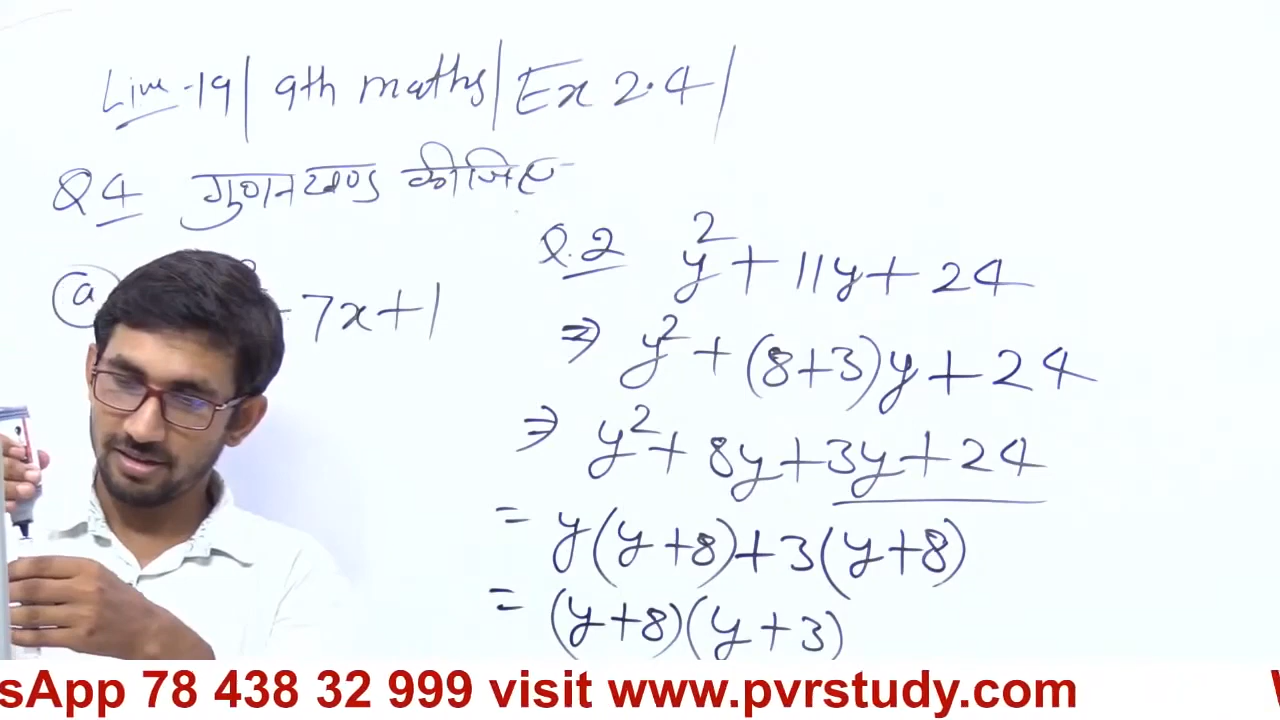 Live-19| 9th maths| Ex 2.4|
Q4 गुणनखण्ड कीजिए
(a) - 7x+1
Q.2 y²+11y+24
⇒ y²+(8+3)y+24
⇒ y²+8y+3y+24
= y(y+8)+3(y+8)
= (y+8)(y+3)
sApp 78 438 32 999 visit www.pvrstudy.com